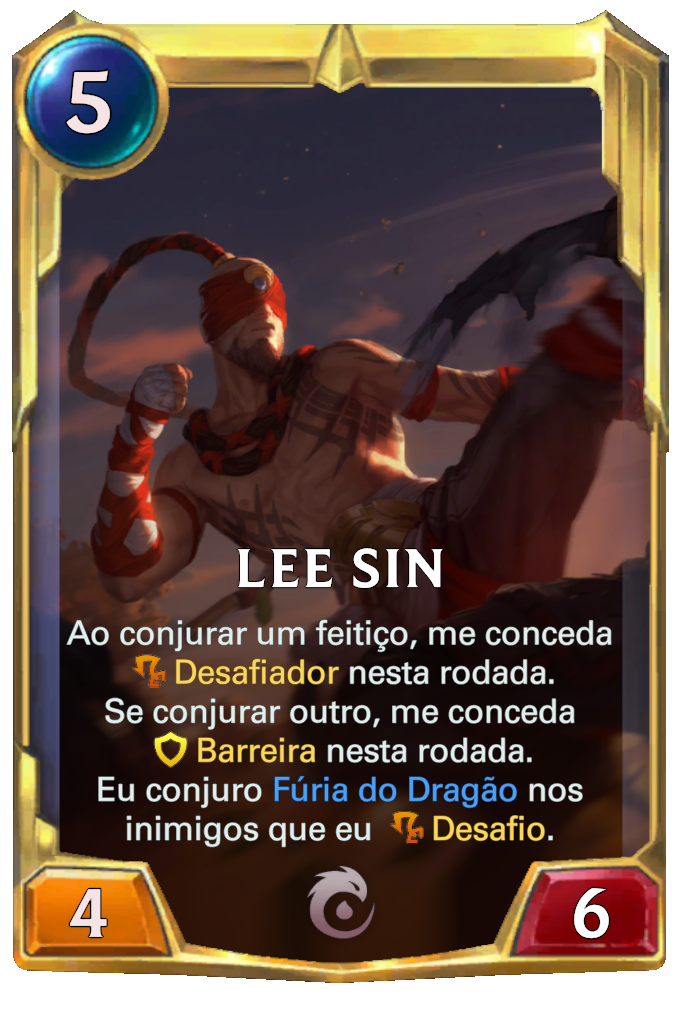 5
LEE SIN
Ao conjurar um feitiço, me conceda
Desafiador nesta rodada.
Se conjurar outro, me conceda
Barreira nesta rodada.
Eu conjuro Fúria do Dragão nos
inimigos que eu Desafio.
4
6